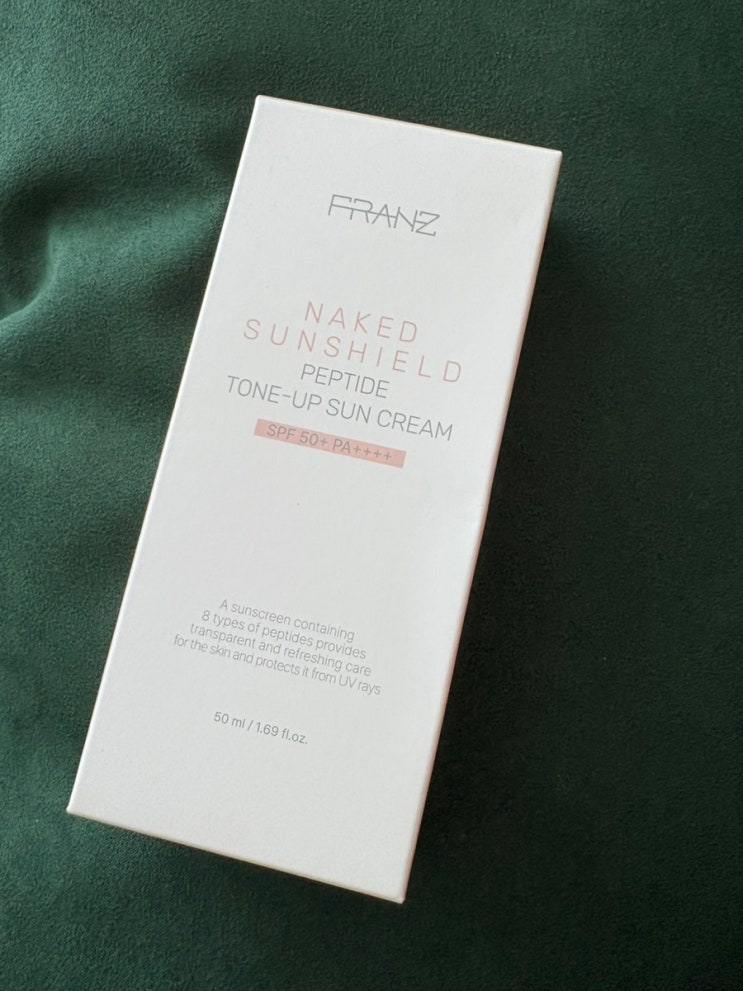 FRANZ
NAKED
SUNSHIELD
PEPTIDE
TONE-UP SUN CREAM
SPF 50+ PA++++
A sunscreen containing
8 types of peptides provides
transparent and refreshing care
for the skin and protects it from UV rays
50 ml / 1.69 fl.oz.